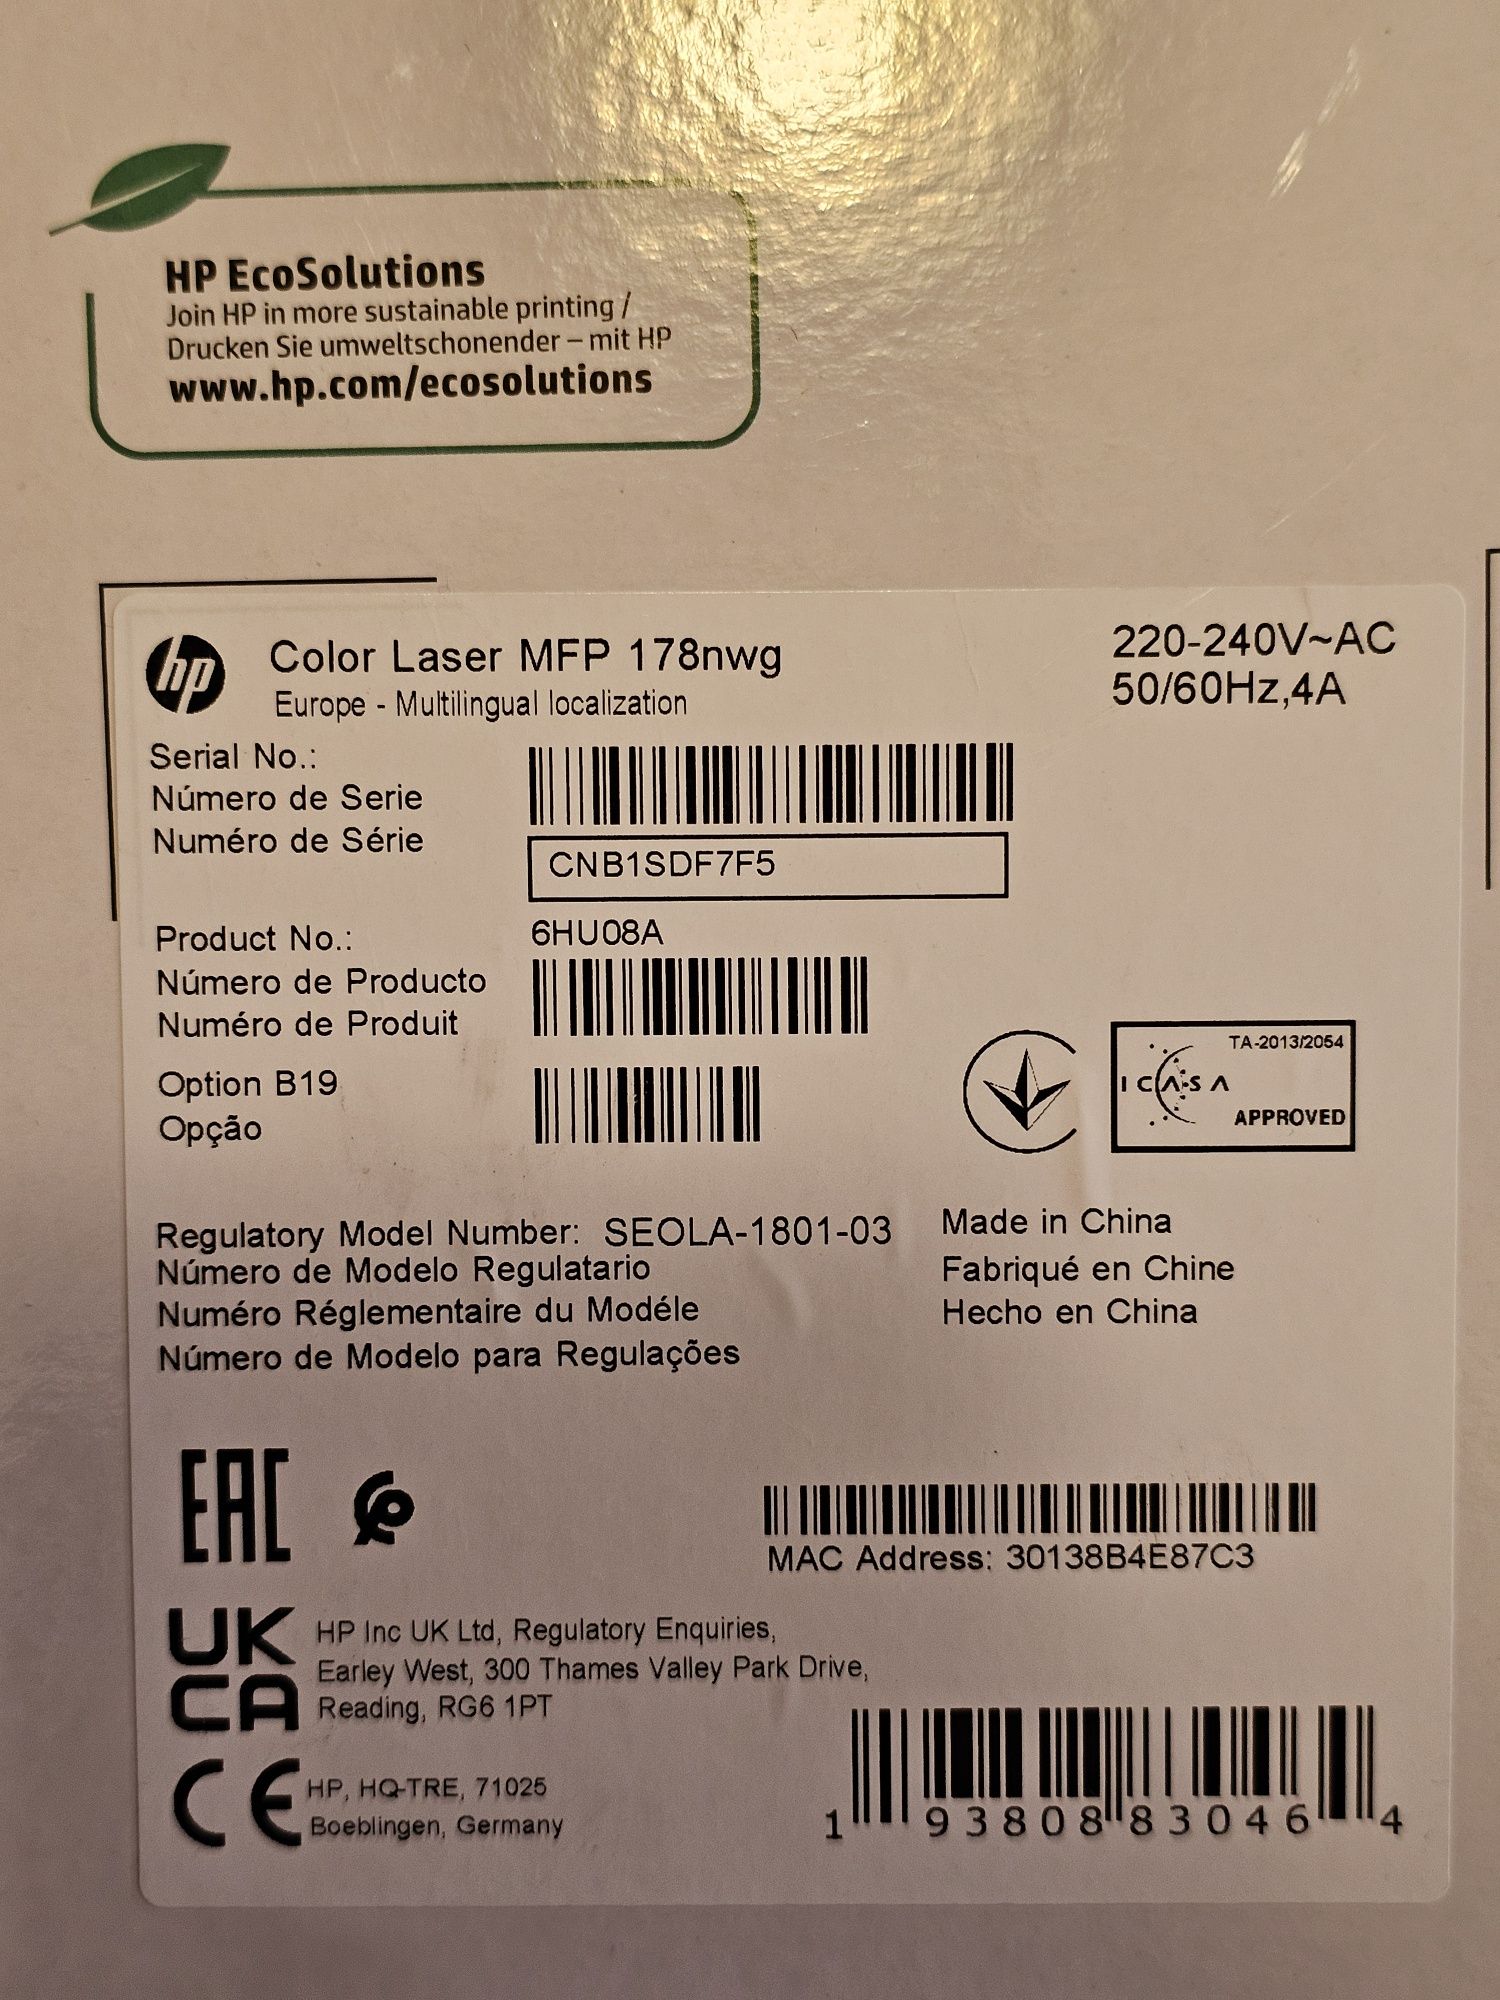 HP EcoSolutions
Join HP in more sustainable printing /
Drucken Sie umweltschonender – mit HP
www.hp.com/ecosolutions
hp
Color Laser MFP 178nwg
Europe - Multilingual localization
220-240V~AC
50/60Hz,4A
Serial No.:
Número de Serie
Numéro de Série
CNB1SDF7F5
Product No.:
Número de Producto
Numéro de Produit
6HU08A
Option B19
Opção
TA-2013/2054
ICASA
APPROVED
Regulatory Model Number: SEOLA-1801-03
Número de Modelo Regulatario
Numéro Réglementaire du Modéle
Número de Modelo para Regulações
Made in China
Fabriqué en Chine
Hecho en China
EAC
MAC Address: 30138B4E87C3
UK
CA
HP Inc UK Ltd, Regulatory Enquiries,
Earley West, 300 Thames Valley Park Drive,
Reading, RG6 1PT
CE
HP, HQ-TRE, 71025
Boeblingen, Germany
1 93808 83046 4